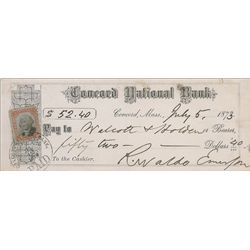 Concord National Bank
$ 52.40 Concord, Mass. July 5, 1873
Pay to Walcott & Holden or Bearer,
fifty two 40 Dollars
To the Cashier. R. Waldo Emerson